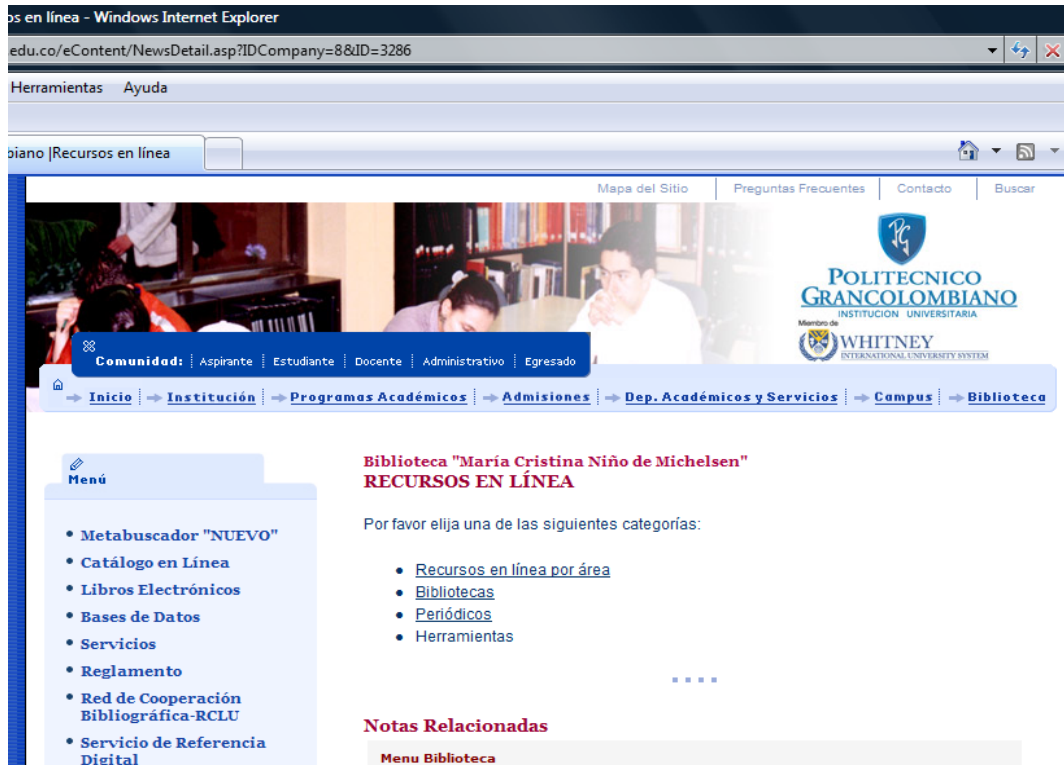 os en línea - Windows Internet Explorer
edu.co/eContent/NewsDetail.asp?IDCompany=8&ID=3286
Herramientas Ayuda
biano |Recursos en línea
Mapa del Sitio Preguntas Frecuentes Contacto Buscar
PG
POLITECNICO
GRANCOLOMBIANO
INSTITUCION UNIVERSITARIA
Miembro de
WHITNEY
INTERNATIONAL UNIVERSITY SYSTEM
Comunidad: Aspirante Estudiante Docente Administrativo Egresado
Inicio Institución Programas Académicos Admisiones Dep. Académicos y Servicios Campus Biblioteca
Menú
• Metabuscador "NUEVO"
• Catálogo en Línea
• Libros Electrónicos
• Bases de Datos
• Servicios
• Reglamento
• Red de Cooperación
Bibliográfica-RCLU
• Servicio de Referencia
Digital
Biblioteca "María Cristina Niño de Michelsen"
RECURSOS EN LÍNEA
Por favor elija una de las siguientes categorías:
• Recursos en línea por área
• Bibliotecas
• Periódicos
• Herramientas
Notas Relacionadas
Menu Biblioteca